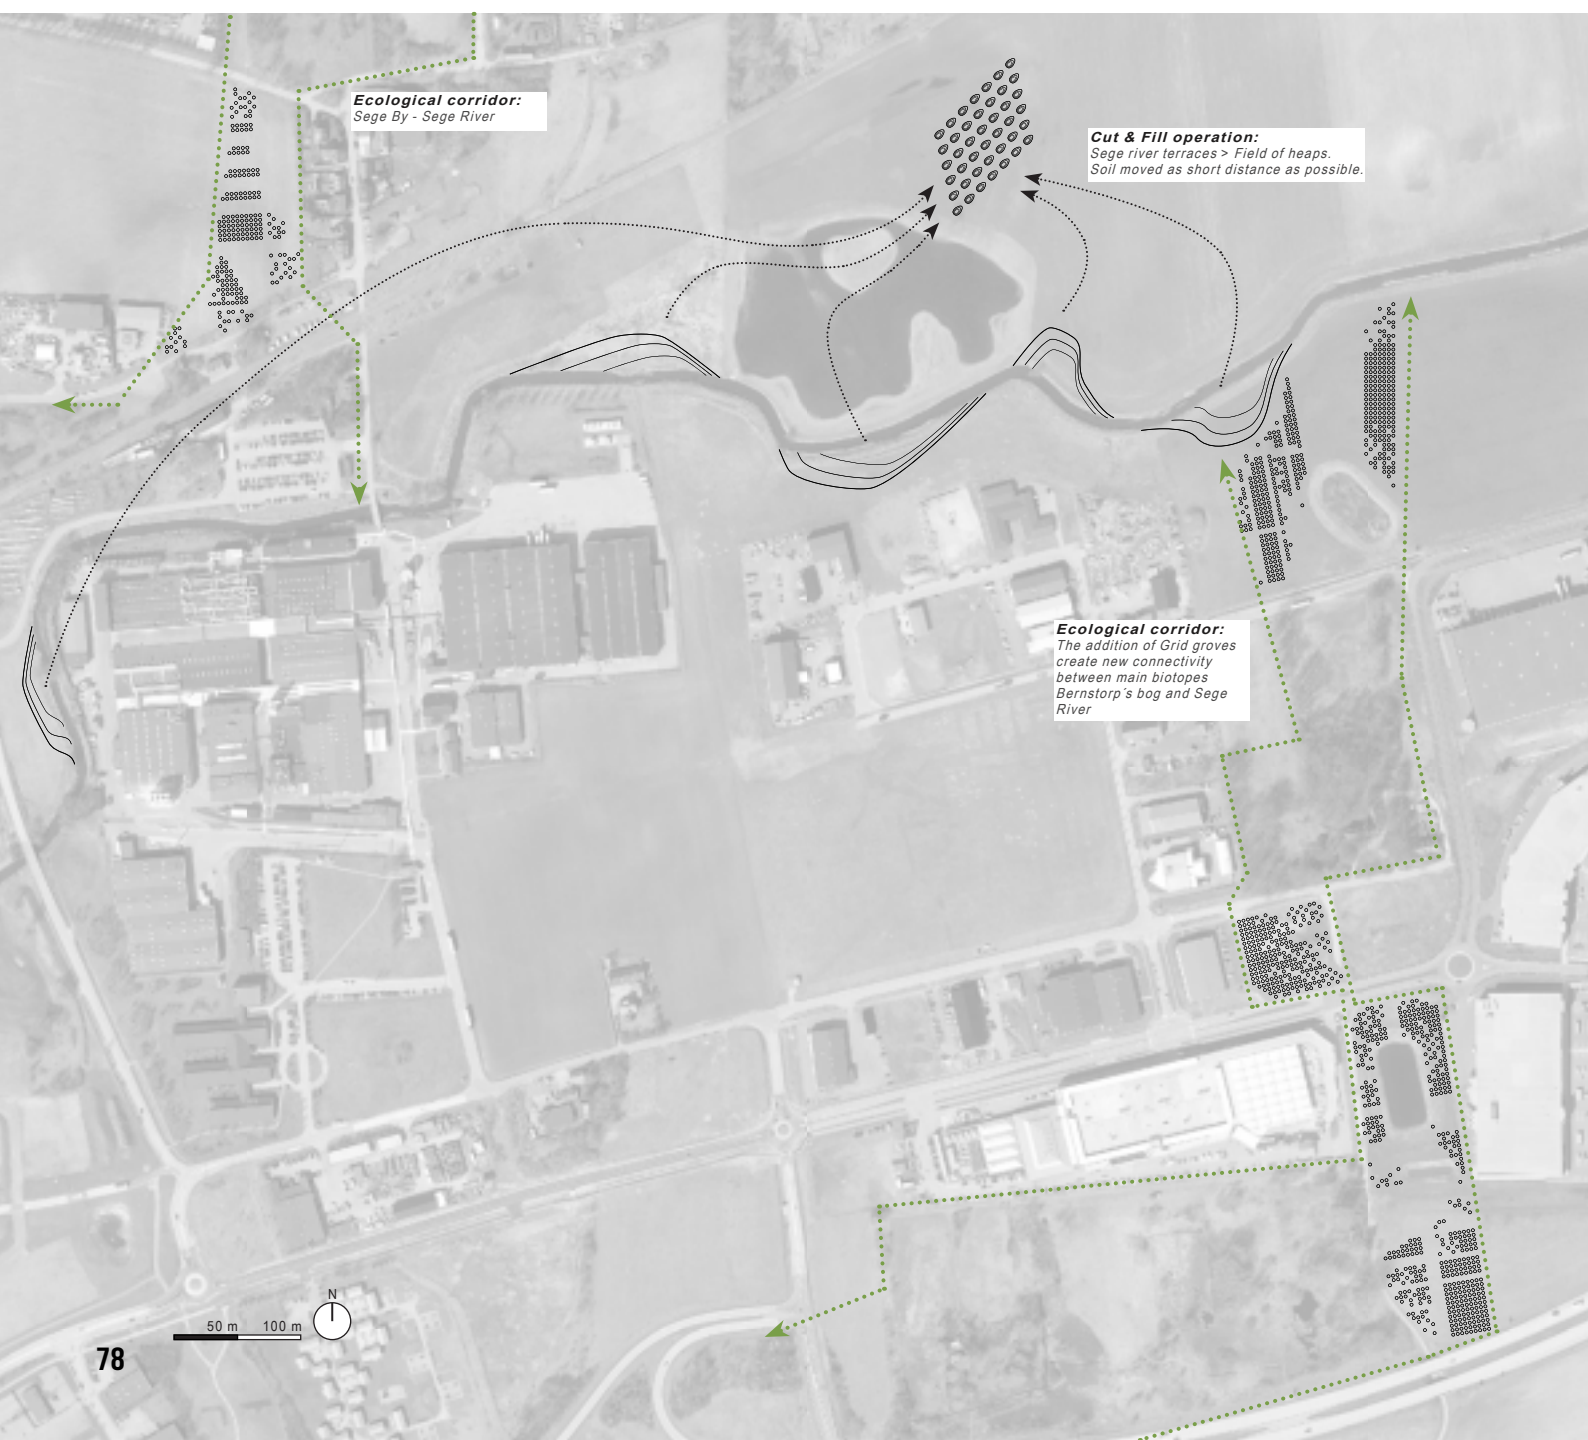 Ecological corridor:
Sege By - Sege River
Cut & Fill operation:
Sege river terraces > Field of heaps.
Soil moved as short distance as possible.
Ecological corridor:
The addition of Grid groves
create new connectivity
between main biotopes
Bernstorp´s bog and Sege
River
N
50 m 100 m
78